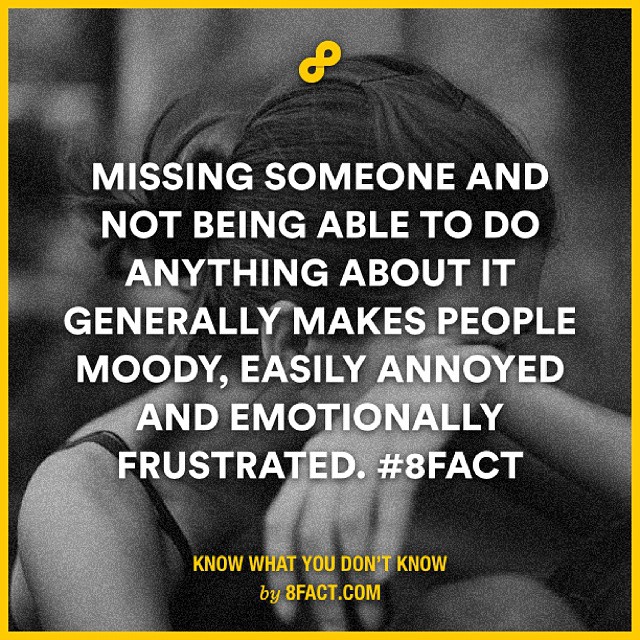 MISSING SOMEONE AND
NOT BEING ABLE TO DO
ANYTHING ABOUT IT
GENERALLY MAKES PEOPLE
MOODY, EASILY ANNOYED
AND EMOTIONALLY
FRUSTRATED. #8FACT
KNOW WHAT YOU DON'T KNOW
by 8FACT.COM